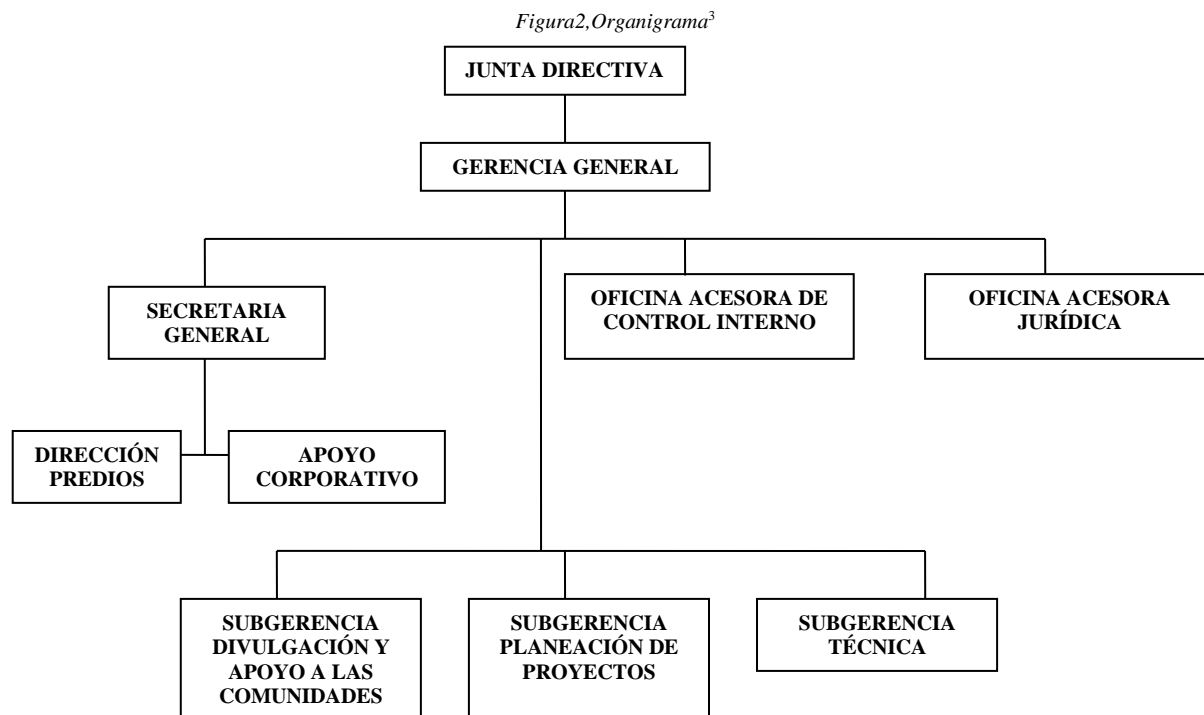 Figura2,Organigrama³
JUNTA DIRECTIVA
GERENCIA GENERAL
SECRETARIA
GENERAL
OFICINA ACESORA DE
CONTROL INTERNO
OFICINA ACESORA
JURÍDICA
DIRECCIÓN
PREDIOS
APOYO
CORPORATIVO
SUBGERENCIA
DIVULGACIÓN Y
APOYO A LAS
COMUNIDADES
SUBGERENCIA
PLANEACIÓN DE
PROYECTOS
SUBGERENCIA
TÉCNICA